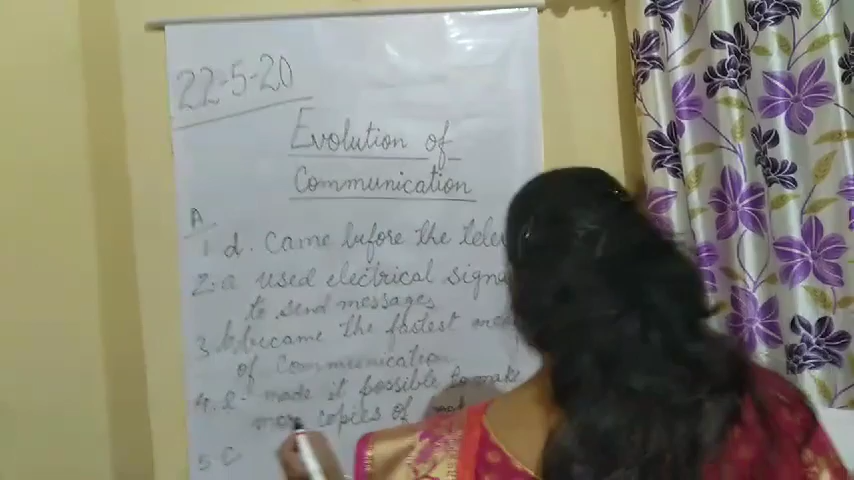 22-5-20
Evolution of
Communication
A
1 d. Came before the tele
2. a used electrical signa
to send messages
3 b. became the fastest me
of communication
4. e- made it possible to make
more copies of
5 C